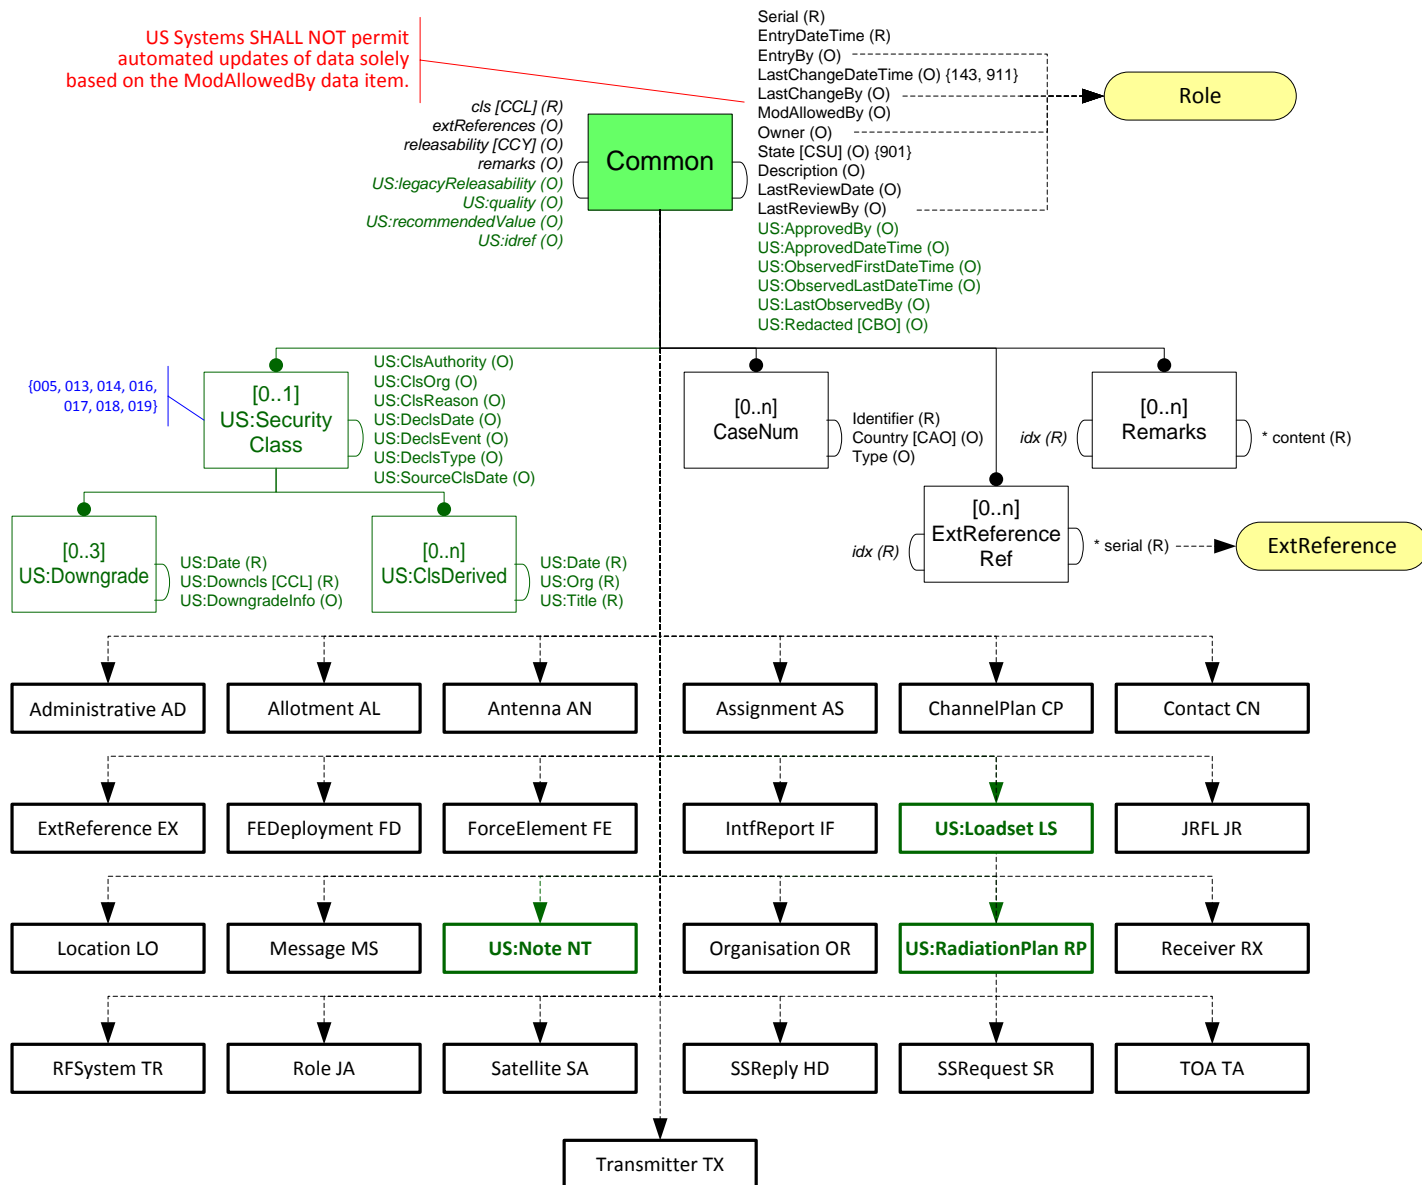 US Systems SHALL NOT permit
automated updates of data solely
based on the ModAllowedBy data item.
cls [CCL] (R)
extReferences (O)
releasability [CCY] (O)
remarks (O)
US:legacyReleasability (O)
US:quality (O)
US:recommendedValue (O)
US:idref (O)
Common
Serial (R)
EntryDateTime (R)
EntryBy (O)
LastChangeDateTime (O) {143, 911}
LastChangeBy (O)
ModAllowedBy (O)
Owner (O)
State [CSU] (O) {901}
Description (O)
LastReviewDate (O)
LastReviewBy (O)
US:ApprovedBy (O)
US:ApprovedDateTime (O)
US:ObservedFirstDateTime (O)
US:ObservedLastDateTime (O)
US:LastObservedBy (O)
US:Redacted [CBO] (O)
Role
{005, 013, 014, 016,
017, 018, 019}
[0..1]
US:Security
Class
US:ClsAuthority (O)
US:ClsOrg (O)
US:ClsReason (O)
US:DeclsDate (O)
US:DeclsEvent (O)
US:DeclsType (O)
US:SourceClsDate (O)
[0..n]
CaseNum
Identifier (R)
Country [CAO] (O)
Type (O)
idx (R)
[0..n]
Remarks
* content (R)
[0..3]
US:Downgrade
US:Date (R)
US:Downcls [CCL] (R)
US:DowngradeInfo (O)
[0..n]
US:ClsDerived
US:Date (R)
US:Org (R)
US:Title (R)
idx (R)
[0..n]
ExtReference
Ref
* serial (R)
ExtReference
Administrative AD
Allotment AL
Antenna AN
Assignment AS
ChannelPlan CP
Contact CN
ExtReference EX
FEDeployment FD
ForceElement FE
IntfReport IF
US:Loadset LS
JRFL JR
Location LO
Message MS
US:Note NT
Organisation OR
US:RadiationPlan RP
Receiver RX
RFSystem TR
Role JA
Satellite SA
SSReply HD
SSRequest SR
TOA TA
Transmitter TX